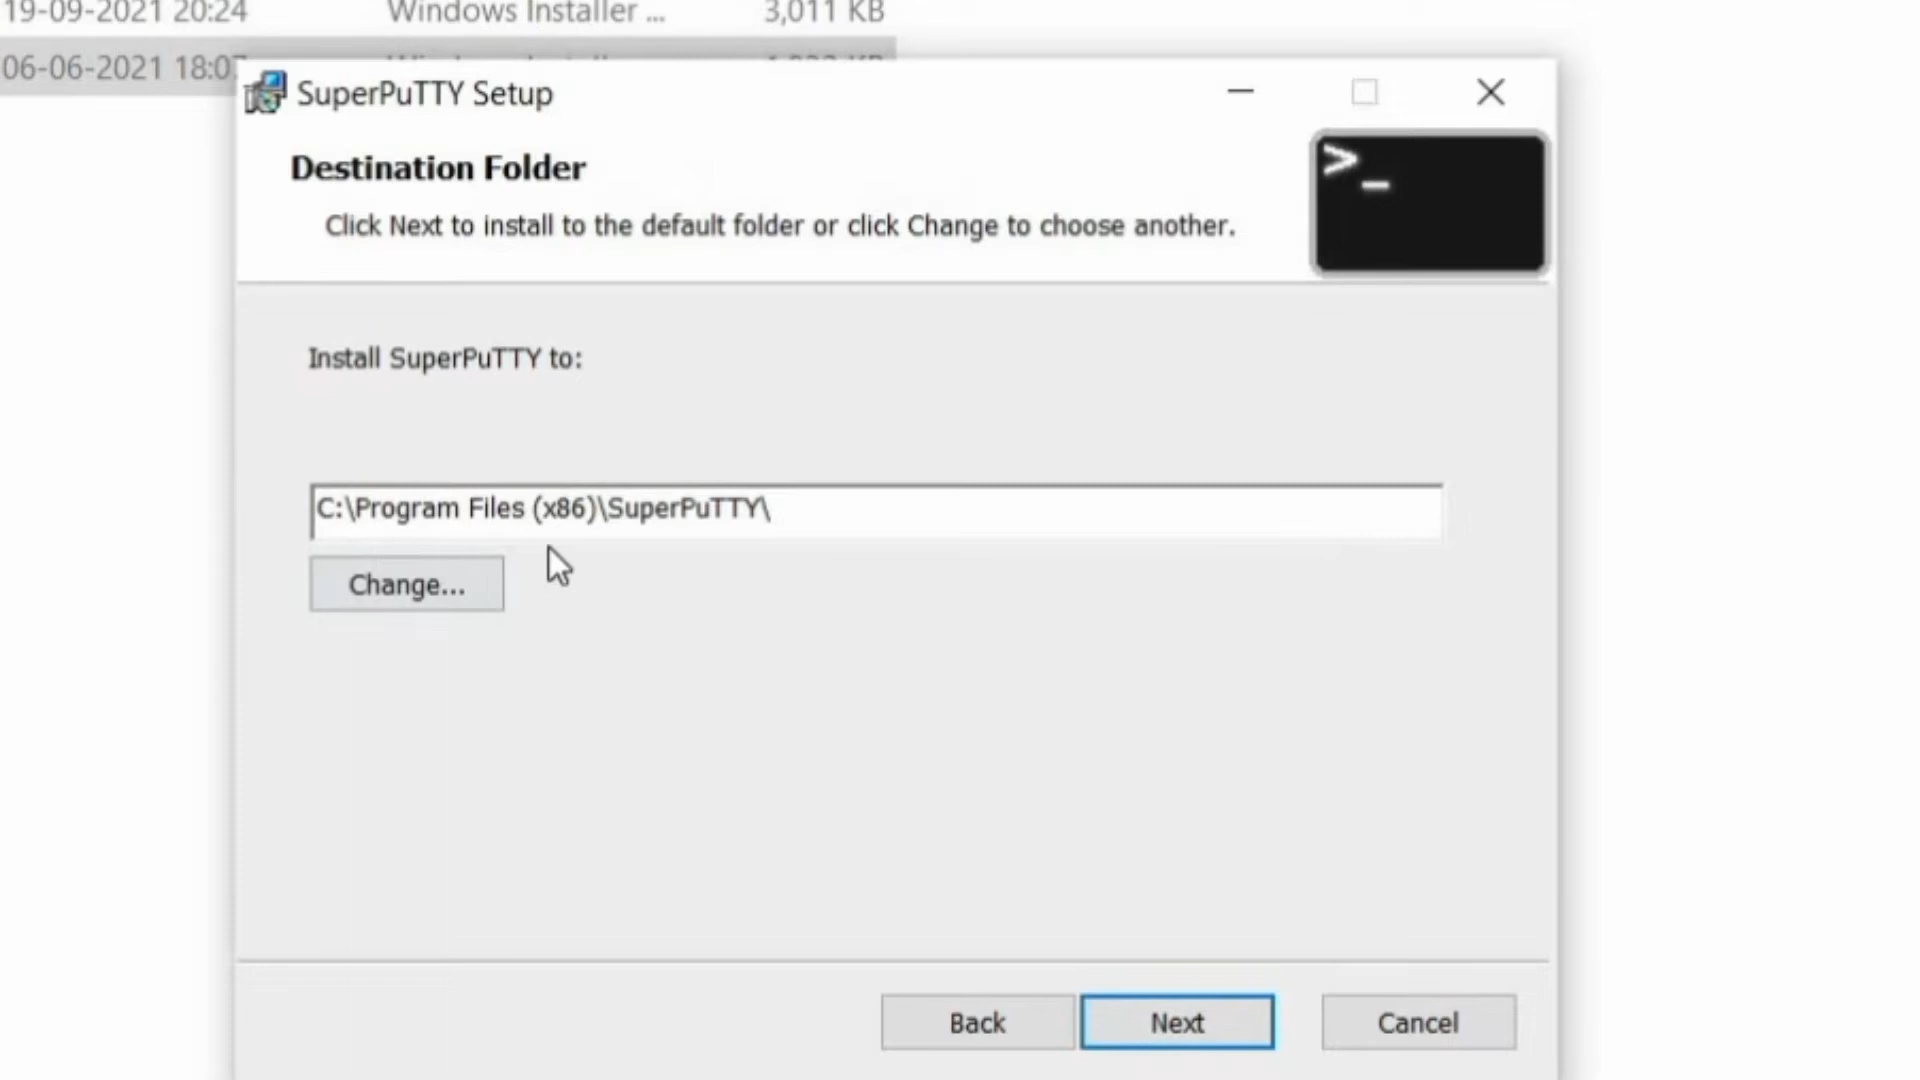 19-09-2021 20:24 Windows Installer ... 3,011 KB
06-06-2021
SuperPuTTY Setup
Destination Folder
Click Next to install to the default folder or click Change to choose another.
>_
Install SuperPuTTY to:
C:\Program Files (x86)\SuperPuTTY\
Change...
Back Next Cancel